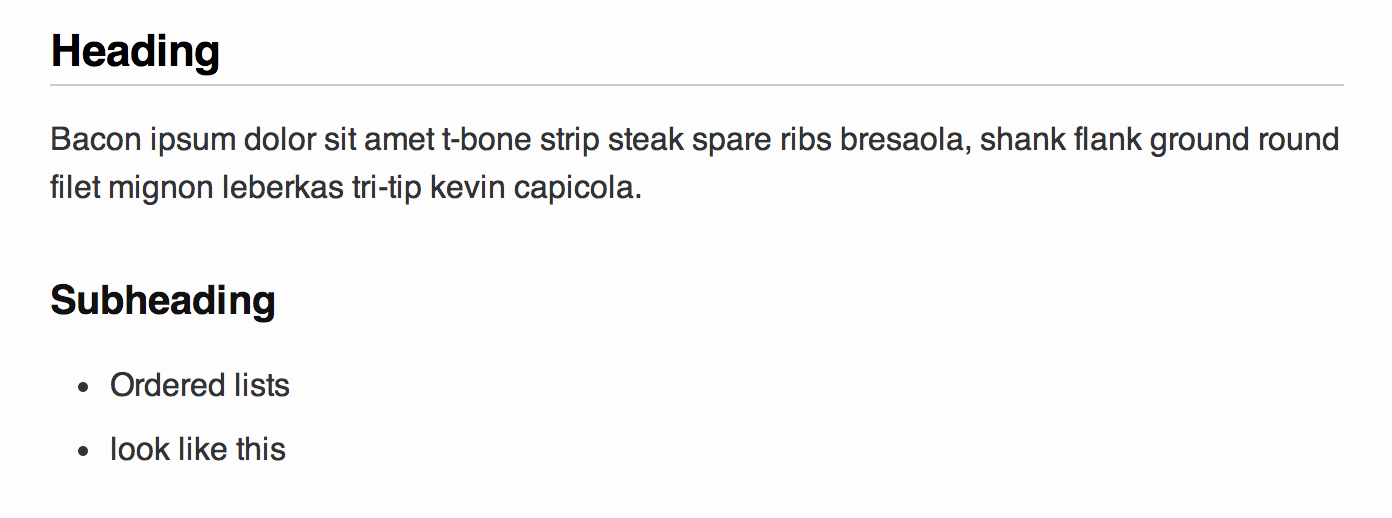 Heading
Bacon ipsum dolor sit amet t-bone strip steak spare ribs bresaola, shank flank ground round
filet mignon leberkas tri-tip kevin capicola.
Subheading
• Ordered lists
• look like this